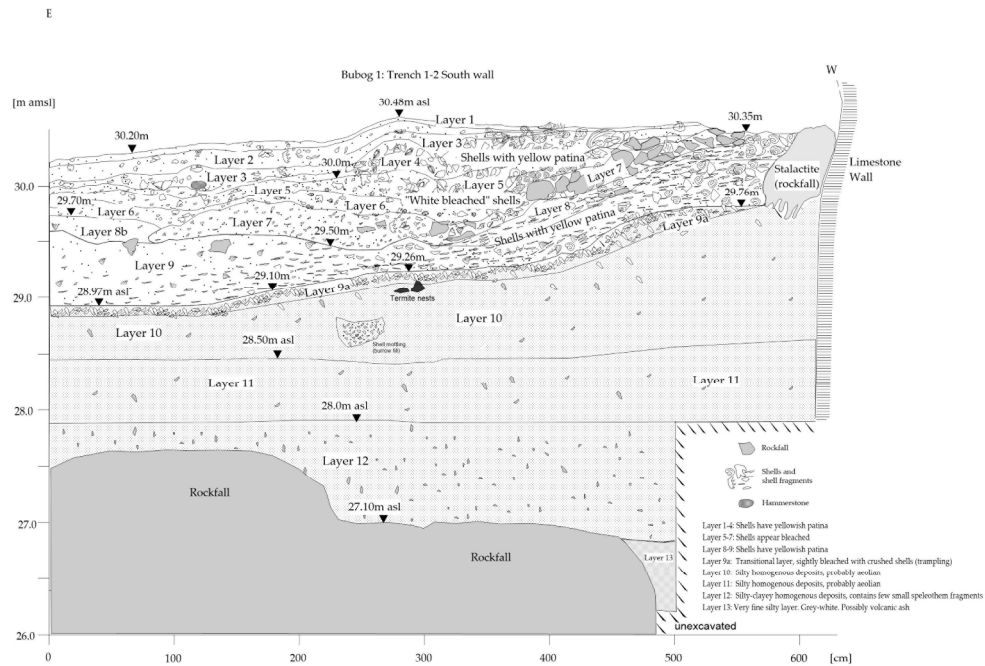 E
Bubog 1: Trench 1-2 South wall
W
[m amsl]
30.48m asl
Layer 1
30.20m
30.35m
Layer 3
Layer 2
30.0m
Layer 4
Shells with yellow patina
Limestone
Wall
Stalactite
(rockfall)
30.0
Layer 3
Layer 5
Layer 5
Layer 7
29.70m
"White bleached" shells
29.76m
Layer 6
Layer 6
Layer 8
Layer 8b
Layer 7
29.50m
Shells with yellow patina
Layer 9a
Layer 9
29.26m
29.10m
28.97m asl
Layer 9a
Termite nests
29.0
Layer 10
Layer 10
28.50m asl
Shell mottling
(burrow fill)
Layer 11
Layer 11
28.0m asl
28.0
Layer 12
Rockfall
Shells and
shell fragments
Hammerstone
Rockfall
27.10m asl
27.0
Rockfall
Layer 13
Layer 1-4: Shells have yellowish patina
Layer 5-7: Shells appear bleached
Layer 8-9: Shells have yellowish patina
Layer 9a: Transitional layer, sightly bleached with crushed shells (trampling)
Layer 10: Silty homogenous deposits, probably aeolian
Layer 11: Silty homogenous deposits, probably aeolian
Layer 12: Silty-clayey homogenous deposits, contains few small speleothem fragments
Layer 13: Very fine silty layer. Grey-white. Possibly volcanic ash
unexcavated
26.0
0 100 200 300 400 500 600 [cm]